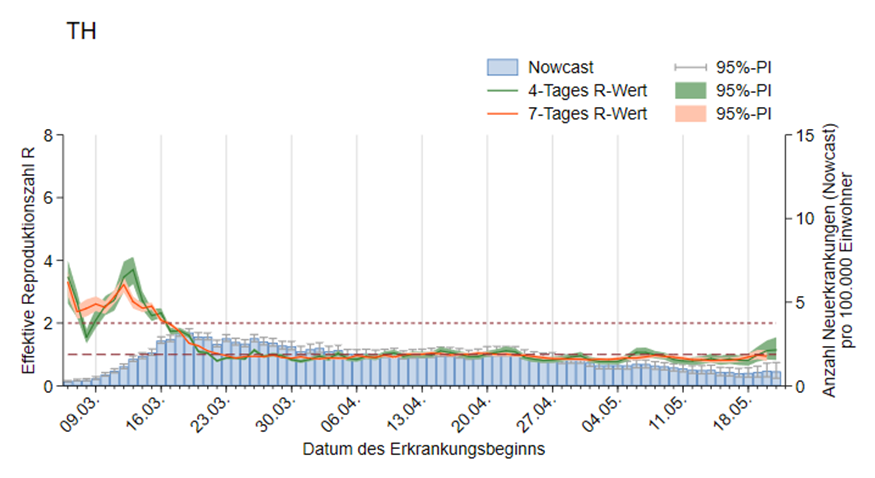 TH
Nowcast 95%-PI
4-Tages R-Wert 95%-PI
7-Tages R-Wert 95%-PI
8
6
4
2
0
Effektive Reproduktionszahl R
15
10
5
0
Anzahl Neuerkrankungen (Nowcast)
pro 100.000 Einwohner
09.03. 16.03. 23.03. 30.03. 06.04. 13.04. 20.04. 27.04. 04.05. 11.05. 18.05.
Datum des Erkrankungsbeginns